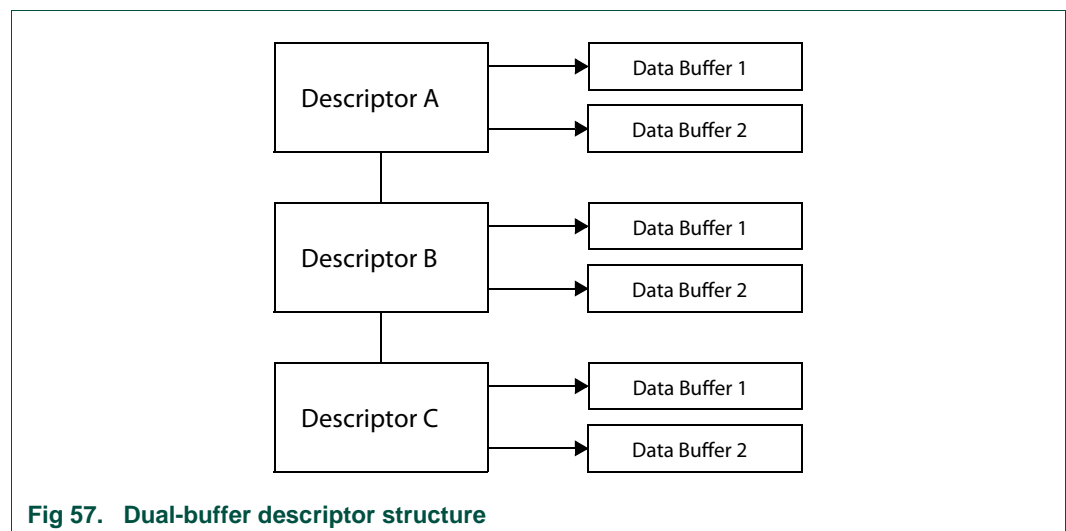 Descriptor A
Data Buffer 1
Data Buffer 2
Descriptor B
Data Buffer 1
Data Buffer 2
Descriptor C
Data Buffer 1
Data Buffer 2
Fig 57. Dual-buffer descriptor structure